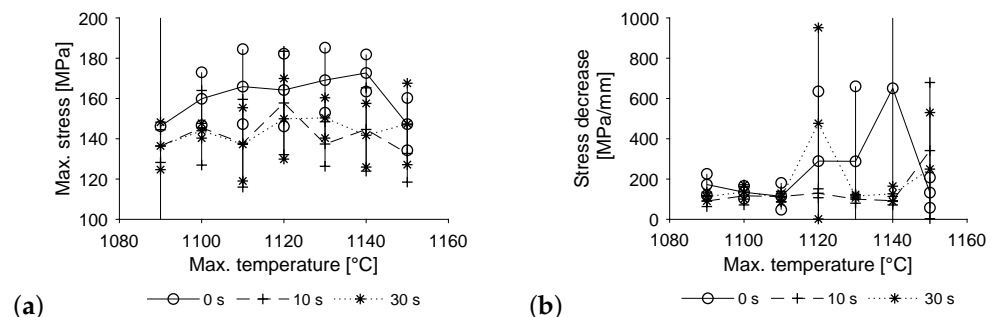 200
180
160
140
120
100
Max. stress [MPa]
1080 1100 1120 1140 1160
Max. temperature [°C]
0 s 10 s 30 s
(a)
1000
800
600
400
200
0
Stress decrease
[MPa/mm]
1080 1100 1120 1140 1160
Max. temperature [°C]
0 s 10 s 30 s
(b)